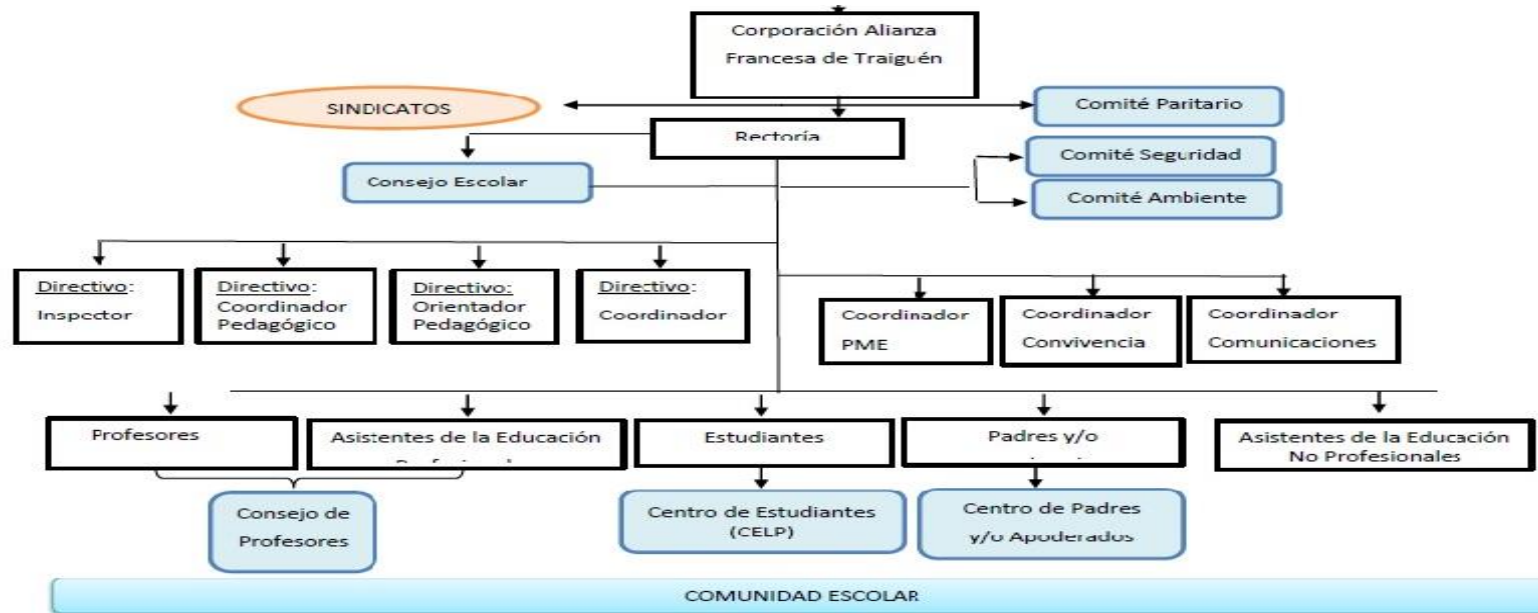 Corporación Alianza
Francesa de Traiguén
SINDICATOS
Comité Paritario
Rectoría
Comité Seguridad
Consejo Escolar
Comité Ambiente
Directivo:
Inspector
Directivo:
Coordinador
Pedagógico
Directivo:
Orientador
Pedagógico
Directivo:
Coordinador
Coordinador
PME
Coordinador
Convivencia
Coordinador
Comunicaciones
Profesores
Asistentes de la Educación
Estudiantes
Padres y/o
Asistentes de la Educación
No Profesionales
Consejo de
Profesores
Centro de Estudiantes
(CELP)
Centro de Padres
y/o Apoderados
COMUNIDAD ESCOLAR